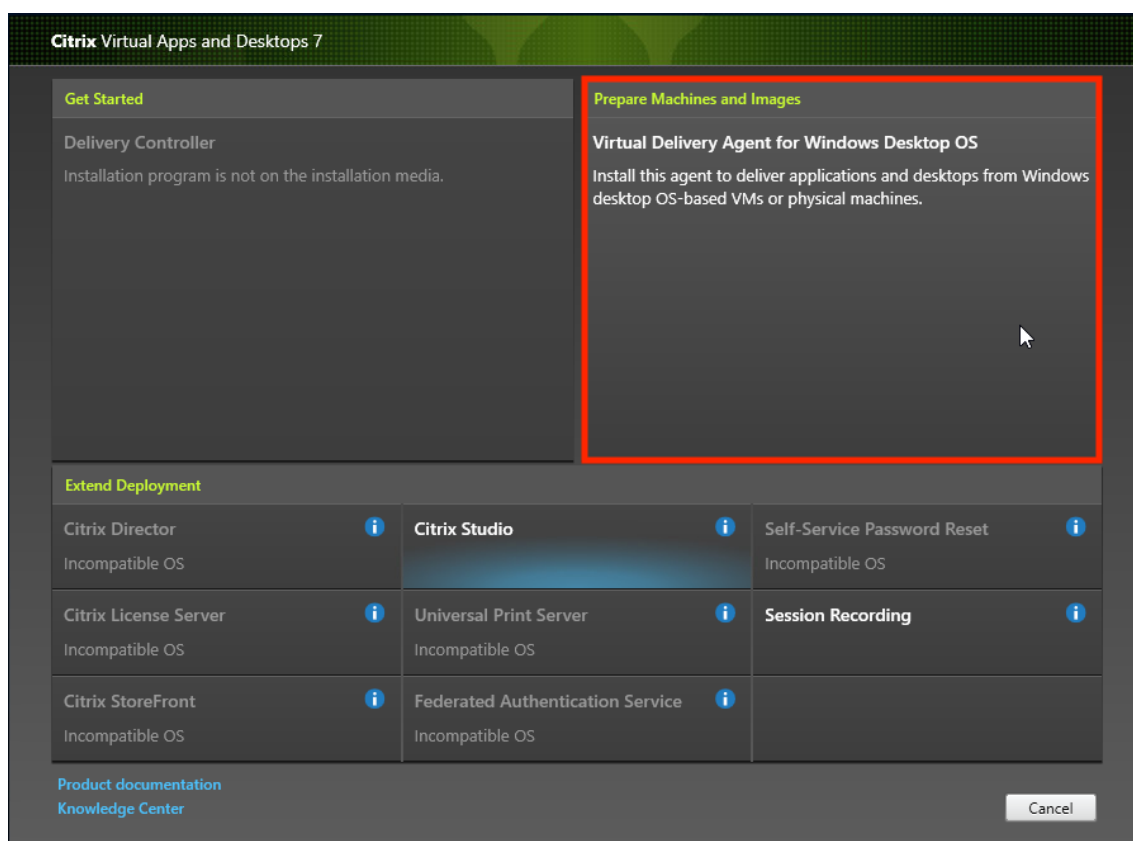 Citrix Virtual Apps and Desktops 7
Get Started
Delivery Controller
Installation program is not on the installation media.
Prepare Machines and Images
Virtual Delivery Agent for Windows Desktop OS
Install this agent to deliver applications and desktops from Windows
desktop OS-based VMs or physical machines.
Extend Deployment
Citrix Director
Incompatible OS
Citrix Studio
Self-Service Password Reset
Incompatible OS
Citrix License Server
Incompatible OS
Universal Print Server
Incompatible OS
Session Recording
Citrix StoreFront
Incompatible OS
Federated Authentication Service
Incompatible OS
Product documentation
Knowledge Center
Cancel